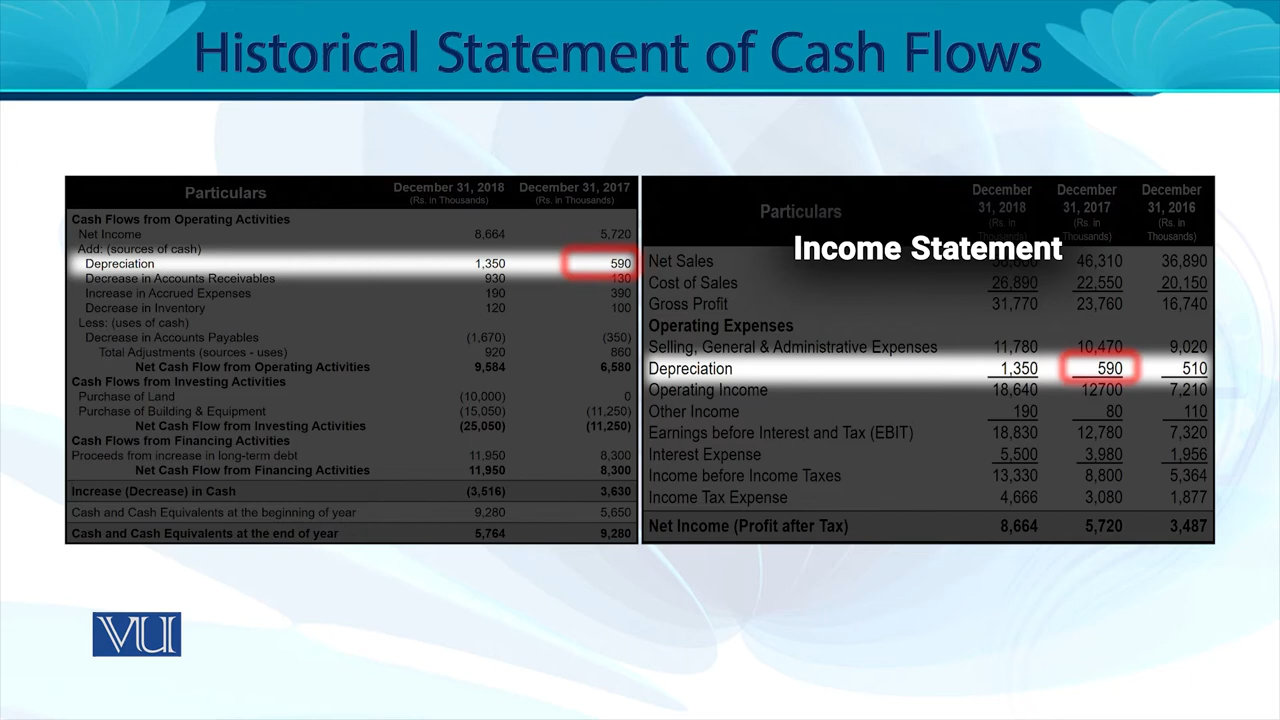 Historical Statement of Cash Flows
Particulars December 31, 2018 December 31, 2017
(Rs. in Thousands) (Rs. in Thousands)
Cash Flows from Operating Activities
Net Income 8,664 5,720
Add: (sources of cash)
Depreciation 1,350 590
Decrease in Accounts Receivables 930 130
Increase in Accrued Expenses 190 390
Decrease in Inventory 120 100
Less: (uses of cash)
Decrease in Accounts Payables (1,670) (350)
Total Adjustments (sources - uses) 920 860
Net Cash Flow from Operating Activities 9,584 6,580
Cash Flows from Investing Activities
Purchase of Land (10,000) 0
Purchase of Building & Equipment (15,050) (11,250)
Net Cash Flow from Investing Activities (25,050) (11,250)
Cash Flows from Financing Activities
Proceeds from increase in long-term debt 11,950 8,300
Net Cash Flow from Financing Activities 11,950 8,300
Increase (Decrease) in Cash (3,516) 3,630
Cash and Cash Equivalents at the beginning of year 9,280 5,650
Cash and Cash Equivalents at the end of year 5,764 9,280
Particulars December December December
31, 2018 31, 2017 31, 2016
(Rs. in (Rs. in (Rs. in
Thousands) Thousands) Thousands)
Income Statement
Net Sales 46,310 36,890
Cost of Sales 26,890 22,550 20,150
Gross Profit 31,770 23,760 16,740
Operating Expenses
Selling, General & Administrative Expenses 11,780 10,470 9,020
Depreciation 1,350 590 510
Operating Income 18,640 12700 7,210
Other Income 190 80 110
Earnings before Interest and Tax (EBIT) 18,830 12,780 7,320
Interest Expense 5,500 3,980 1,956
Income before Income Taxes 13,330 8,800 5,364
Income Tax Expense 4,666 3,080 1,877
Net Income (Profit after Tax) 8,664 5,720 3,487
VU